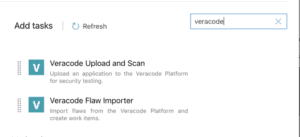 Add tasks
Refresh
veracode
Veracode Upload and Scan
Upload an application to the Veracode Platform
for security testing.
Veracode Flaw Importer
Import flaws from the Veracode Platform and
create work items.